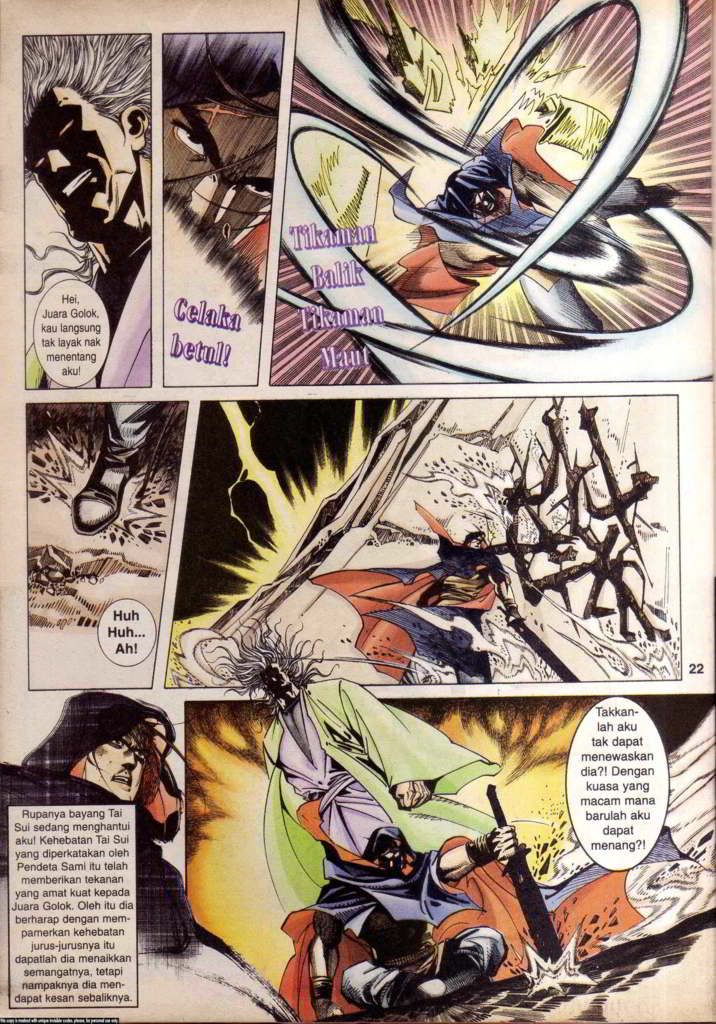 Hei,
Juara Golok,
kau langsung
tak layak nak
menentang
aku!
Celaka
betul!
Tikaman
Balik
Tikaman
Maut
Huh
Huh...
Ah!
22
Takkan-
lah aku
tak dapat
menewaskan
dia?! Dengan
kuasa yang
macam mana
barulah aku
dapat
menang?!
Rupanya bayang Tai
Sui sedang menghantui
aku! Kehebatan Tai Sui
yang diperkatakan oleh
Pendeta Sami itu telah
memberikan tekanan
yang amat kuat kepada
Juara Golok. Oleh itu dia
berharap dengan mem-
pamerkan kehebatan
jurus-jurusnya itu
dapatlah dia menaikkan
semangatnya, tetapi
nampaknya dia men-
dapat kesan sebaliknya.